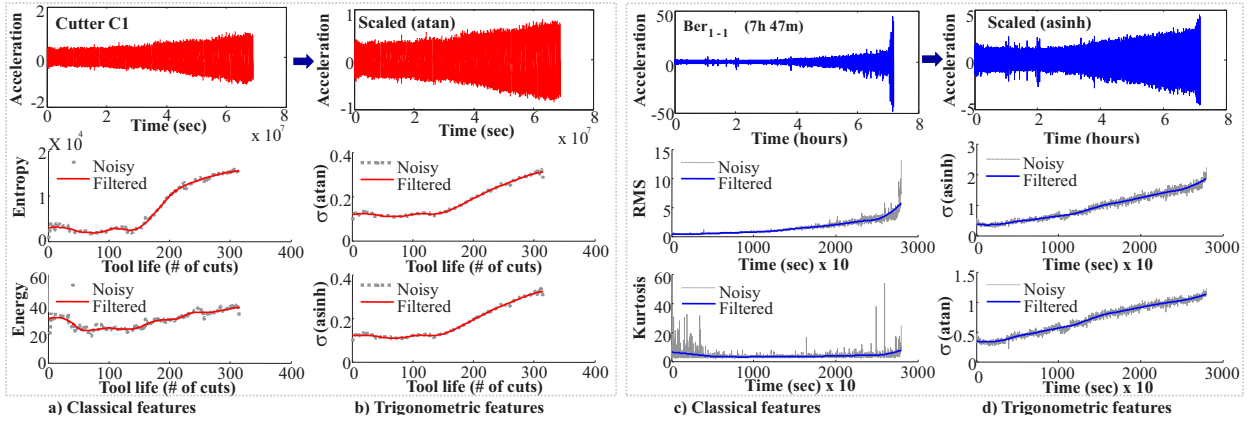 Cutter C1
Acceleration
2
0
-2
0
2
4
6
8
Time (sec)
x 10^7
Scaled (atan)
Acceleration
1
0
-1
0
2
4
6
8
Time (sec)
x 10^7
Ber1-1 (7h 47m)
Acceleration
50
0
-50
0
2
4
6
8
Time (hours)
Scaled (asinh)
Acceleration
5
0
-5
0
2
4
6
8
Time (hours)
X 10^4
Entropy
2
1
0
Noisy
Filtered
0
100
200
300
400
Tool life (# of cuts)
σ (atan)
0.4
0.2
0
Noisy
Filtered
0
100
200
300
400
Tool life (# of cuts)
RMS
15
10
5
0
Noisy
Filtered
0
1000
2000
3000
Time (sec) x 10
σ (asinh)
3
2
1
0
Noisy
Filtered
0
1000
2000
3000
Time (sec) x 10
Energy
60
40
20
0
Noisy
Filtered
0
100
200
300
400
Tool life (# of cuts)
σ (asinh)
0.4
0.2
0
Noisy
Filtered
0
100
200
300
400
Tool life (# of cuts)
Kurtosis
60
40
20
0
Noisy
Filtered
0
1000
2000
3000
Time (sec) x 10
σ (atan)
1.5
1
0.5
0
Noisy
Filtered
0
1000
2000
3000
Time (sec) x 10
a) Classical features
b) Trigonometric features
c) Classical features
d) Trigonometric features